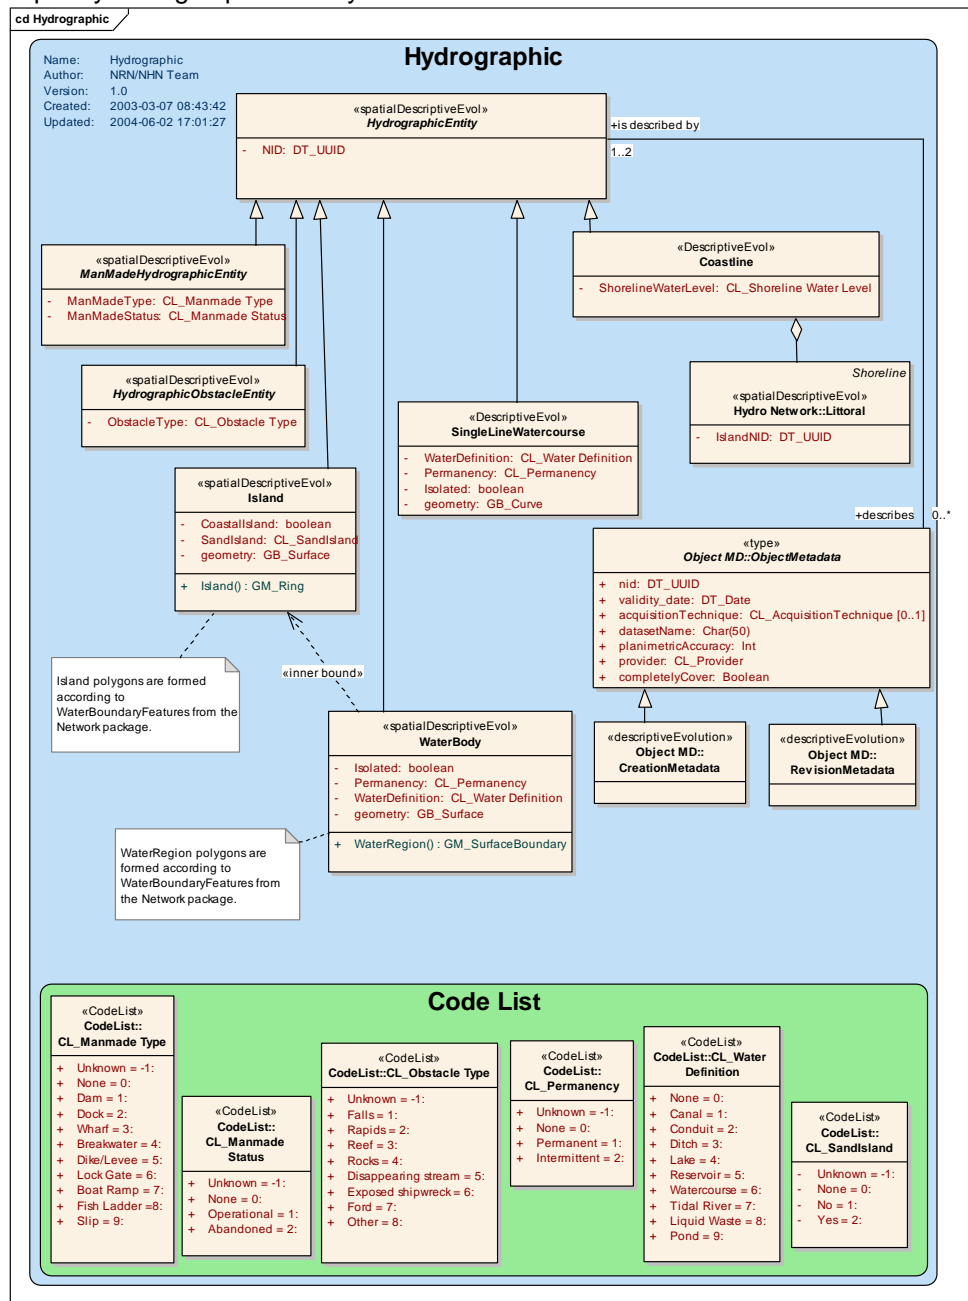 cd Hydrographic
Hydrographic
Name: Hydrographic
Author: NRN/NHN Team
Version: 1.0
Created: 2003-03-07 08:43:42
Updated: 2004-06-02 17:01:27
«spatialDescriptiveEvol»
HydrographicEntity
- NID: DT_UUID
+is described by
1..2
«spatialDescriptiveEvol»
ManMadeHydrographicEntity
- ManMadeType: CL_Manmade Type
- ManMadeStatus: CL_Manmade Status
«DescriptiveEvol»
Coastline
- ShorelineWaterLevel: CL_Shoreline Water Level
«spatialDescriptiveEvol»
HydrographicObstacleEntity
- ObstacleType: CL_Obstacle Type
Shoreline
«spatialDescriptiveEvol»
Hydro Network::Littoral
- IslandNID: DT_UUID
«DescriptiveEvol»
SingleLineWatercourse
- WaterDefinition: CL_Water Definition
- Permanency: CL_Permanency
- Isolated: boolean
- geometry: GB_Curve
«spatialDescriptiveEvol»
Island
- CoastalIsland: boolean
- SandIsland: CL_SandIsland
- geometry: GB_Surface
+ Island() : GM_Ring
+describes 0..*
«type»
Object MD::ObjectMetadata
+ nid: DT_UUID
+ validity_date: DT_Date
+ acquisitionTechnique: CL_AcquisitionTechnique [0..1]
+ datasetName: Char(50)
+ planimetricAccuracy: Int
+ provider: CL_Provider
+ completelyCover: Boolean
Island polygons are formed
according to
WaterBoundaryFeatures from the
Network package.
«inner bound»
«spatialDescriptiveEvol»
WaterBody
- Isolated: boolean
- Permanency: CL_Permanency
- WaterDefinition: CL_Water Definition
- geometry: GB_Surface
+ WaterRegion() : GM_SurfaceBoundary
«descriptiveEvolution»
Object MD::
CreationMetadata
«descriptiveEvolution»
Object MD::
RevisionMetadata
WaterRegion polygons are
formed according to
WaterBoundaryFeatures from
the Network package.
Code List
«CodeList»
CodeList::
CL_Manmade Type
+ Unknown = -1:
+ None = 0:
+ Dam = 1:
+ Dock = 2:
+ Wharf = 3:
+ Breakwater = 4:
+ Dike/Levee = 5:
+ Lock Gate = 6:
+ Boat Ramp = 7:
+ Fish Ladder =8:
+ Slip = 9:
«CodeList»
CodeList::
CL_Manmade
Status
+ Unknown = -1:
+ None = 0:
+ Operational = 1:
+ Abandoned = 2:
«CodeList»
CodeList::CL_Obstacle Type
+ Unknown = -1:
+ Falls = 1:
+ Rapids = 2:
+ Reef = 3:
+ Rocks = 4:
+ Disappearing stream = 5:
+ Exposed shipwreck = 6:
+ Ford = 7:
+ Other = 8:
«CodeList»
CodeList::
CL_Permanency
+ Unknown = -1:
+ None = 0:
+ Permanent = 1:
+ Intermittent = 2:
«CodeList»
CodeList::CL_Water
Definition
+ None = 0:
+ Canal = 1:
+ Conduit = 2:
+ Ditch = 3:
+ Lake = 4:
+ Reservoir = 5:
+ Watercourse = 6:
+ Tidal River = 7:
+ Liquid Waste = 8:
+ Pond = 9:
«CodeList»
CodeList::
CL_SandIsland
- Unknown = -1:
- None = 0:
- No = 1:
- Yes = 2: